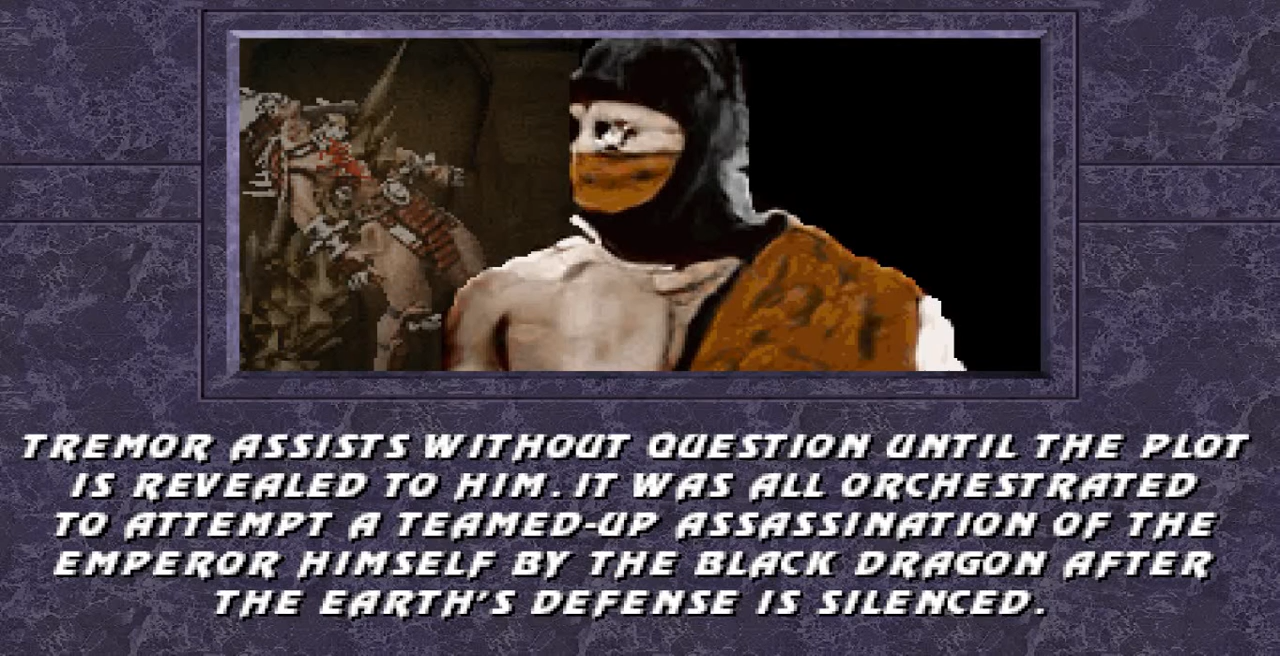 TREMOR ASSISTS WITHOUT QUESTION UNTIL THE PLOT
IS REVEALED TO HIM. IT WAS ALL ORCHESTRATED
TO ATTEMPT A TEAMED-UP ASSASSINATION OF THE
EMPEROR HIMSELF BY THE BLACK DRAGON AFTER
THE EARTH'S DEFENSE IS SILENCED.